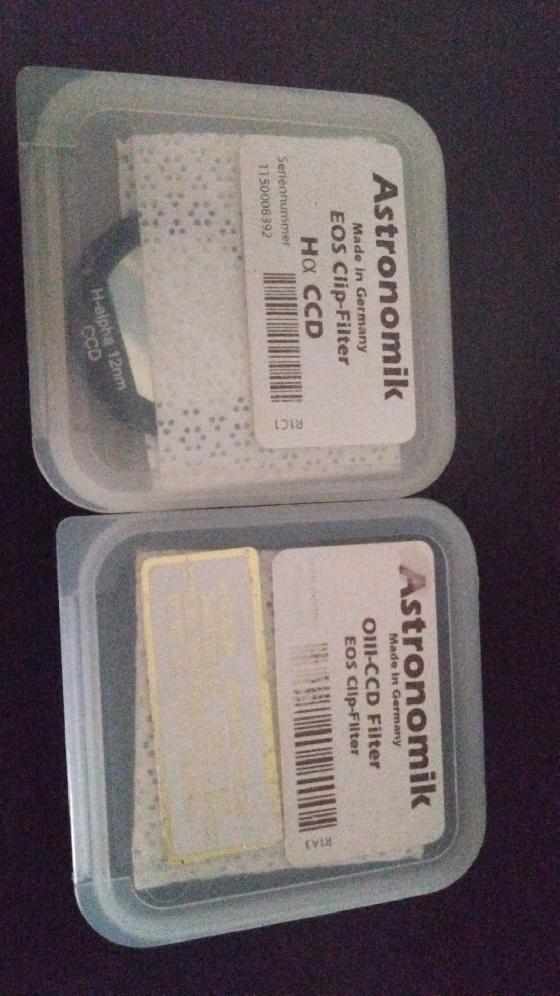 Astronomik
Made in Germany
EOS Clip-Filter
Hα CCD
Seriennummer
1150008392
R1C1
H-alpha 12nm
CCD
Astronomik
Made in Germany
OIII-CCD Filter
EOS Clip-Filter
R1A3